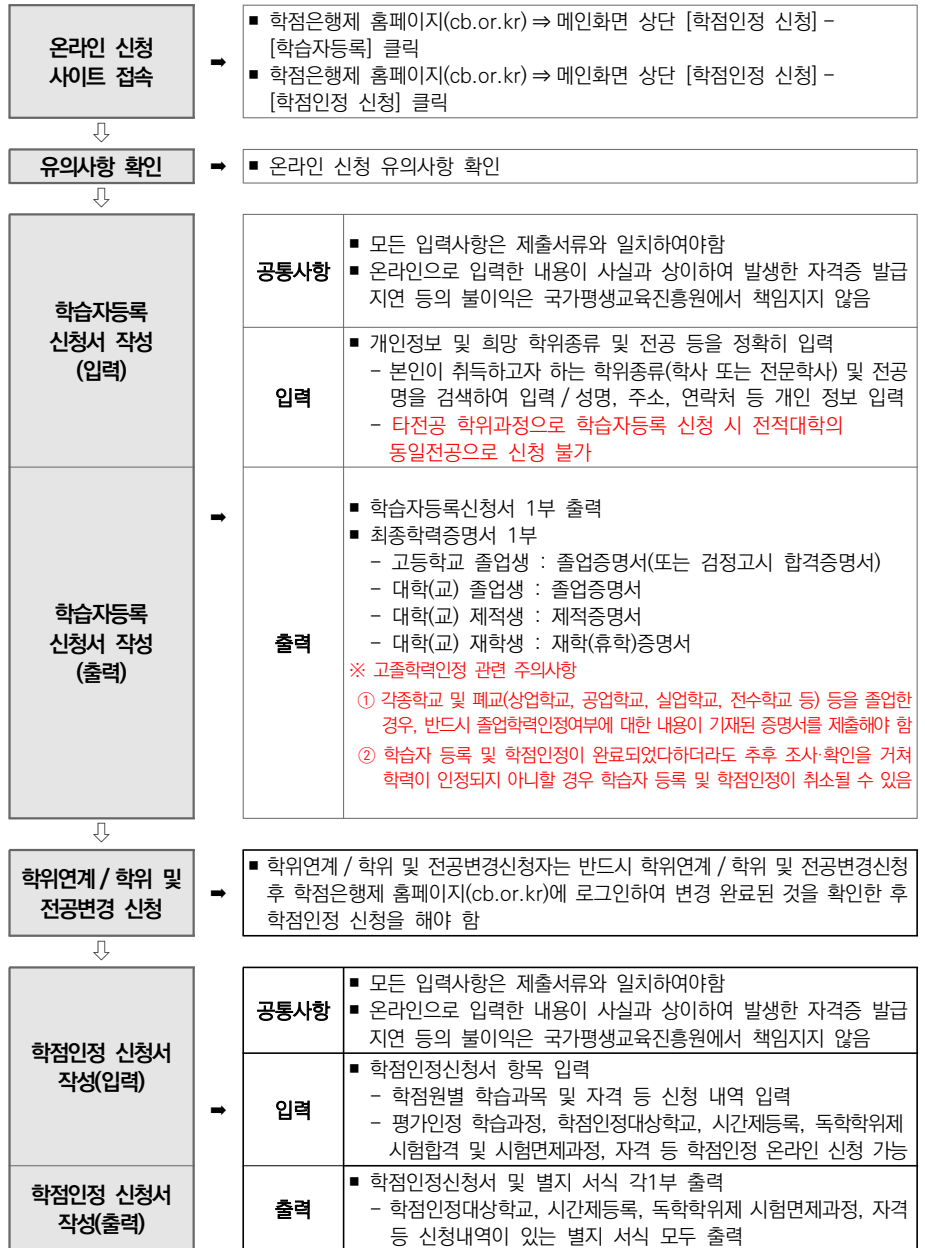 온라인 신청
사이트 접속
➡
■ 학점은행제 홈페이지(cb.or.kr) ⇒ 메인화면 상단 [학점인정 신청] -
[학습자등록] 클릭
■ 학점은행제 홈페이지(cb.or.kr) ⇒ 메인화면 상단 [학점인정 신청] -
[학점인정 신청] 클릭
⇩
유의사항 확인
➡
■ 온라인 신청 유의사항 확인
⇩
학습자등록
신청서 작성
(입력)
공통사항
■ 모든 입력사항은 제출서류와 일치하여야함
■ 온라인으로 입력한 내용이 사실과 상이하여 발생한 자격증 발급
지연 등의 불이익은 국가평생교육진흥원에서 책임지지 않음
입력
■ 개인정보 및 희망 학위종류 및 전공 등을 정확히 입력
- 본인이 취득하고자 하는 학위종류(학사 또는 전문학사) 및 전공
명을 검색하여 입력 / 성명, 주소, 연락처 등 개인 정보 입력
- 타전공 학위과정으로 학습자등록 신청 시 전적대학의
동일전공으로 신청 불가
➡
학습자등록
신청서 작성
(출력)
출력
■ 학습자등록신청서 1부 출력
■ 최종학력증명서 1부
- 고등학교 졸업생 : 졸업증명서(또는 검정고시 합격증명서)
- 대학(교) 졸업생 : 졸업증명서
- 대학(교) 제적생 : 제적증명서
- 대학(교) 재학생 : 재학(휴학)증명서
※ 고졸학력인정 관련 주의사항
① 각종학교 및 폐교(상업학교, 공업학교, 실업학교, 전수학교 등) 등을 졸업한
경우, 반드시 졸업학력인정여부에 대한 내용이 기재된 증명서를 제출해야 함
② 학습자 등록 및 학점인정이 완료되었다하더라도 추후 조사·확인을 거쳐
학력이 인정되지 아니할 경우 학습자 등록 및 학점인정이 취소될 수 있음
⇩
학위연계 / 학위 및
전공변경 신청
➡
■ 학위연계 / 학위 및 전공변경신청자는 반드시 학위연계 / 학위 및 전공변경신청
후 학점은행제 홈페이지(cb.or.kr)에 로그인하여 변경 완료된 것을 확인한 후
학점인정 신청을 해야 함
⇩
학점인정 신청서
작성(입력)
공통사항
■ 모든 입력사항은 제출서류와 일치하여야함
■ 온라인으로 입력한 내용이 사실과 상이하여 발생한 자격증 발급
지연 등의 불이익은 국가평생교육진흥원에서 책임지지 않음
➡
입력
■ 학점인정신청서 항목 입력
- 학점원별 학습과목 및 자격 등 신청 내역 입력
- 평가인정 학습과정, 학점인정대상학교, 시간제등록, 독학학위제
시험합격 및 시험면제과정, 자격 등 학점인정 온라인 신청 가능
학점인정 신청서
작성(출력)
출력
■ 학점인정신청서 및 별지 서식 각1부 출력
- 학점인정대상학교, 시간제등록, 독학학위제 시험면제과정, 자격
등 신청내역이 있는 별지 서식 모두 출력